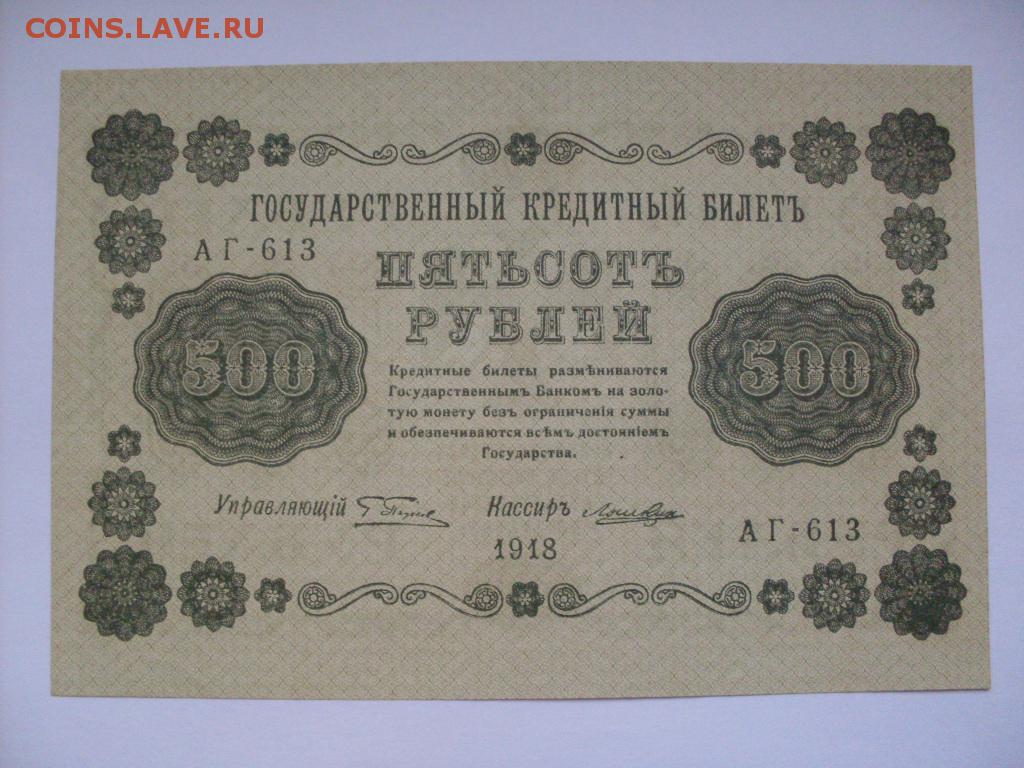 COINS.LAVE.RU
ГОСУДАРСТВЕННЫЙ КРЕДИТНЫЙ БИЛЕТЪ
АГ-613
ПЯТЬСОТЪ
РУБЛЕЙ
500
500
Кредитные билеты размѣниваются
Государственнымъ Банкомъ на золо-
тую монету безъ ограниченія суммы
и обезпечиваются всѣмъ достояніемъ
Государства.
Управляющій
Кассиръ
АГ-613
1918